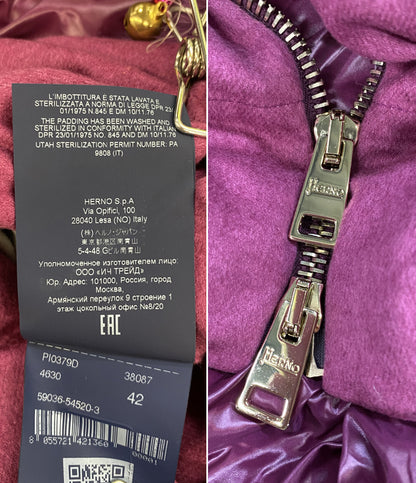 L'IMBOTTITURA È STATA LAVATA E
STERILIZZATA A NORMA DI LEGGE DPR 23/
01/1975 N. 845 E DM 10/11.76
THE PADDING HAS BEEN WASHED AND
STERILIZED IN CONFORMITY WITH ITALIAN
DPR 23/01/1975 NO. 845 AND DM 10/11.76
UTAH STERILIZATION PERMIT NUMBER: PA
9808 (IT)
HERNO S.p.A
Via Opifici, 100
28040 Lesa (NO) Italy
(株)ヘルノ・ジャパン
東京都港区南青山
5-4-48 Gビル南青山
Уполномоченное изготовителем лицо:
ООО «ИЧ ТРЕЙД»
Юр. Адрес: 101000, Россия, город
Москва,
Армянский переулок 9 строение 1
этаж цокольный офис №8/20
EAC
PI0379D
4630 38087
59036-54520-3 42
8 055721 421360
00001
HERNO
HERNO